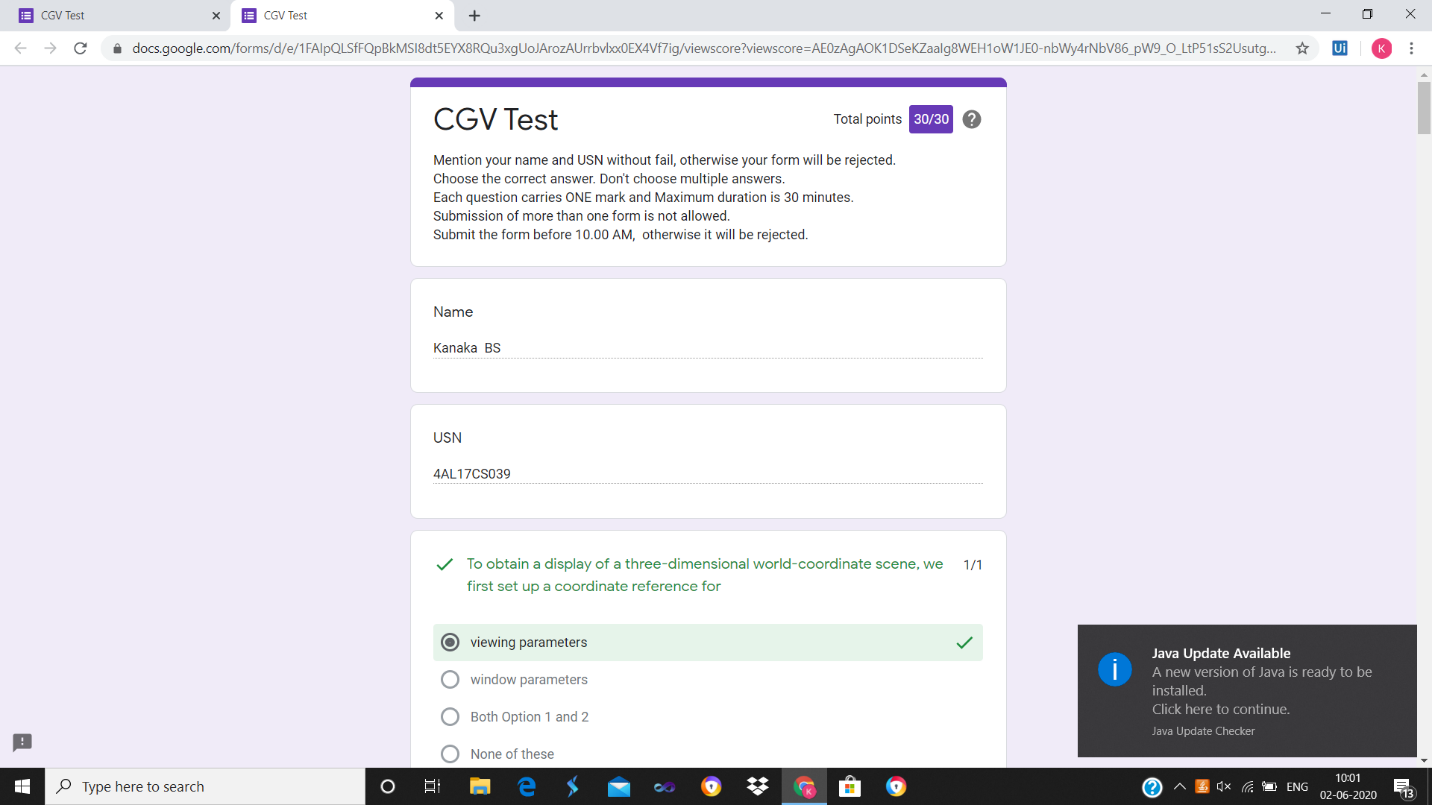 CGV Test
CGV Test
docs.google.com/forms/d/e/1FAIpQLSfFQpBkMSI8dt5EYX8RQu3xgUoJArozAUrrbvlxx0EX4Vf7ig/viewscore?viewscore=AE0zAgAOK1DSeKZaalg8WEH1oW1JE0-nbWy4rNbV86_pW9_O_LtP51sS2Usutg...
Ui
K
CGV Test
Total points 30/30 ?
Mention your name and USN without fail, otherwise your form will be rejected.
Choose the correct answer. Don't choose multiple answers.
Each question carries ONE mark and Maximum duration is 30 minutes.
Submission of more than one form is not allowed.
Submit the form before 10.00 AM,  otherwise it will be rejected.
Name
Kanaka  BS
USN
4AL17CS039
To obtain a display of a three-dimensional world-coordinate scene, we 1/1
first set up a coordinate reference for
viewing parameters
window parameters
Both Option 1 and 2
None of these
Java Update Available
A new version of Java is ready to be
installed.
Click here to continue.
Java Update Checker
Type here to search
K
ENG
10:01
02-06-2020
13